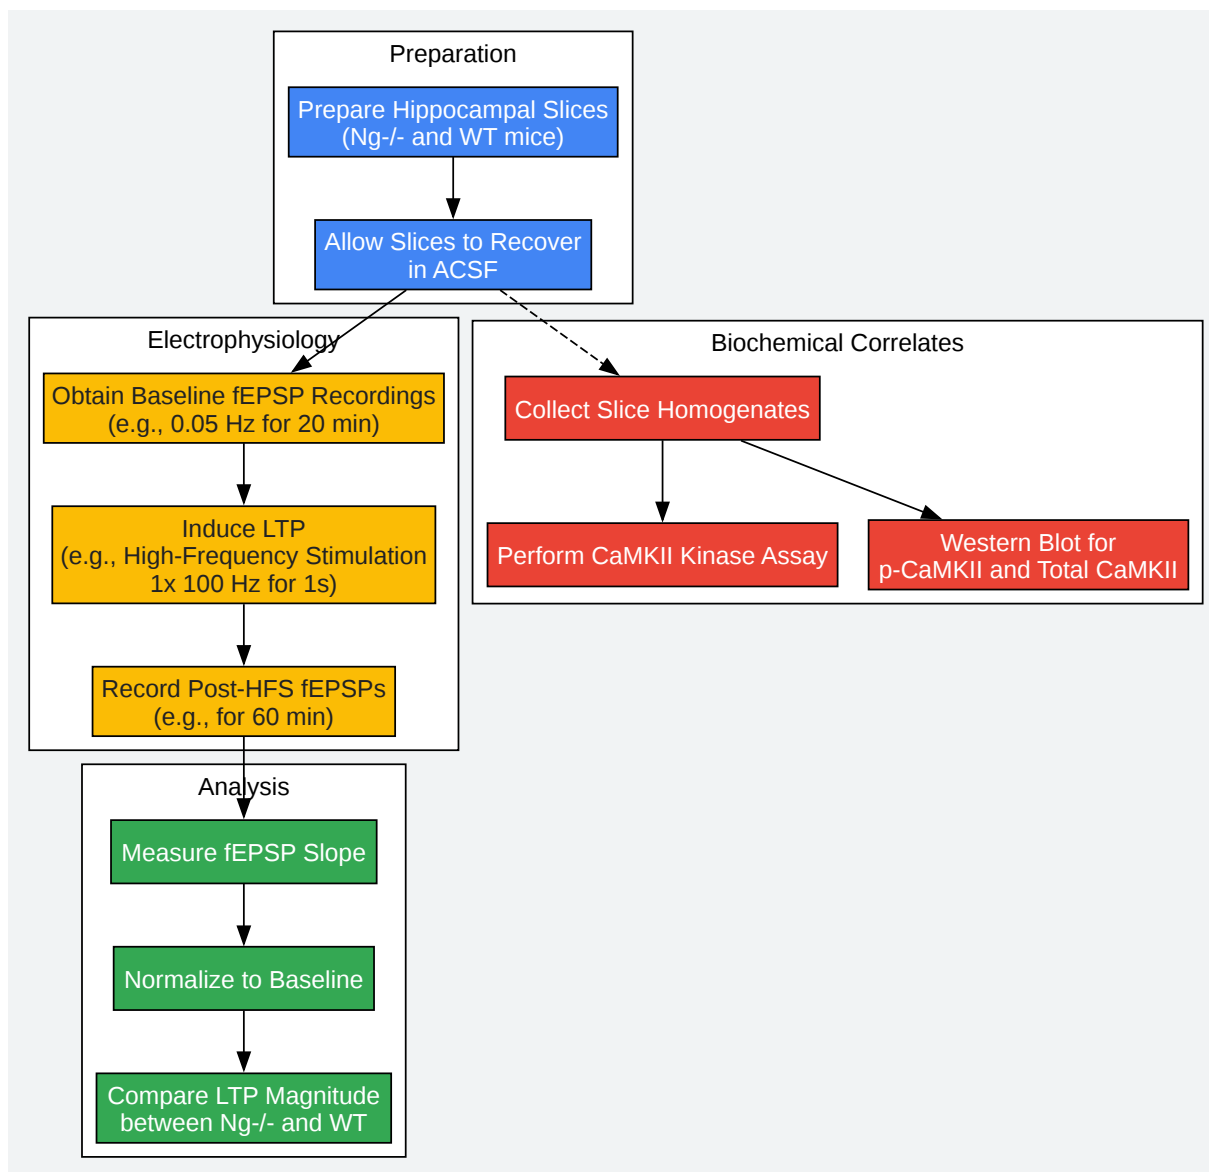 Preparation
Prepare Hippocampal Slices
(Ng-/- and WT mice)
Allow Slices to Recover
in ACSF
Electrophysiology
Obtain Baseline fEPSP Recordings
(e.g., 0.05 Hz for 20 min)
Induce LTP
(e.g., High-Frequency Stimulation
1x 100 Hz for 1s)
Record Post-HFS fEPSPs
(e.g., for 60 min)
Biochemical Correlates
Collect Slice Homogenates
Perform CaMKII Kinase Assay
Western Blot for
p-CaMKII and Total CaMKII
Analysis
Measure fEPSP Slope
Normalize to Baseline
Compare LTP Magnitude
between Ng-/- and WT